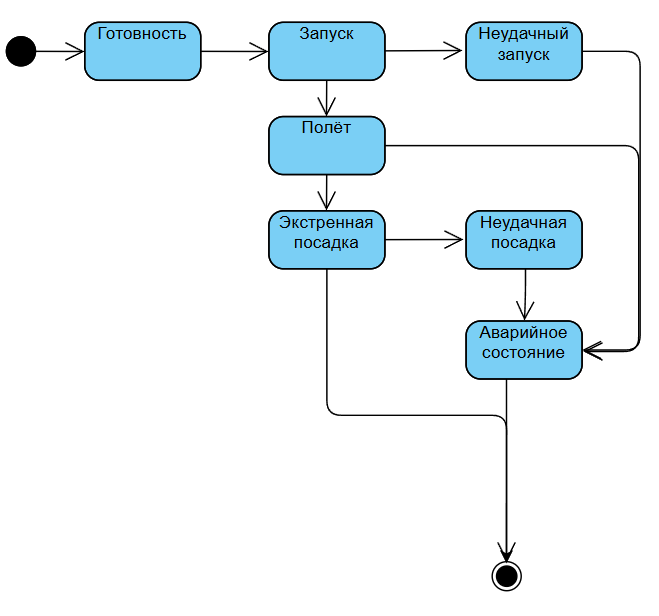 Готовность
Запуск
Неудачный
запуск
Полёт
Экстренная
посадка
Неудачная
посадка
Аварийное
состояние